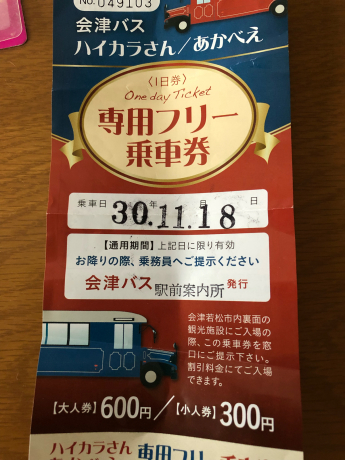 No.049103
会津バス
ハイカラさん/あかべえ
〈1日券〉
One day Ticket
専用フリー
乗車券
乗車日 年 月 日
30.11.18
【通用期間】上記日に限り有効
お降りの際、乗務員へご提示ください
会津バス 駅前案内所 発行
会津若松市内裏面の
観光施設にご入場の
際、この乗車券を窓
口にご提示下さい。
割引料金にてご入場
できます。
【大人券】600円/【小人券】300円
ハイカラさん
専用フリー